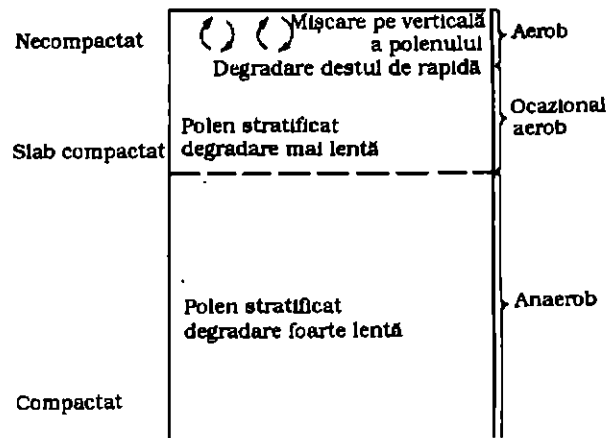 Necompactat
Mișcare pe verticală
a polenului
Degradare destul de rapidă
Aerob
Ocazional
aerob
Slab compactat
Polen stratificat
degradare mai lentă
Polen stratificat
degradare foarte lentă
Anaerob
Compactat